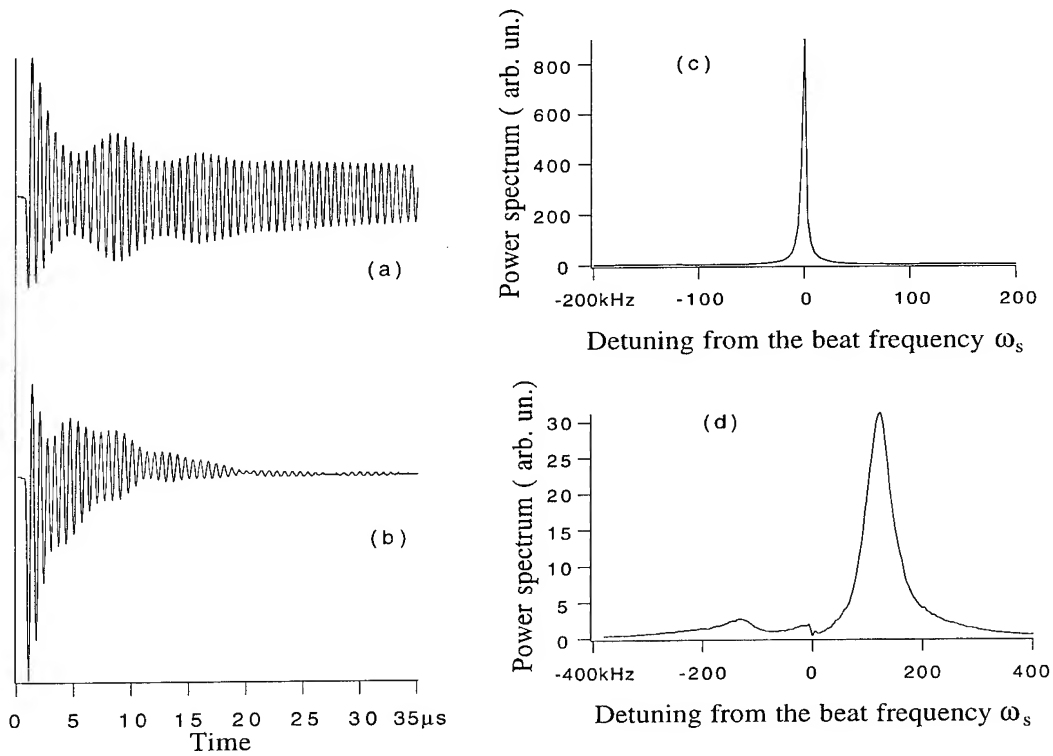 (a)
(b)
0 5 10 15 20 25 30 35μs
Time
Power spectrum ( arb. un.)
800
600
400
200
0
(c)
-200kHz -100 0 100 200
Detuning from the beat frequency ωs
Power spectrum ( arb. un.)
30
25
20
15
10
5
0
(d)
-400kHz -200 0 200 400
Detuning from the beat frequency ωs